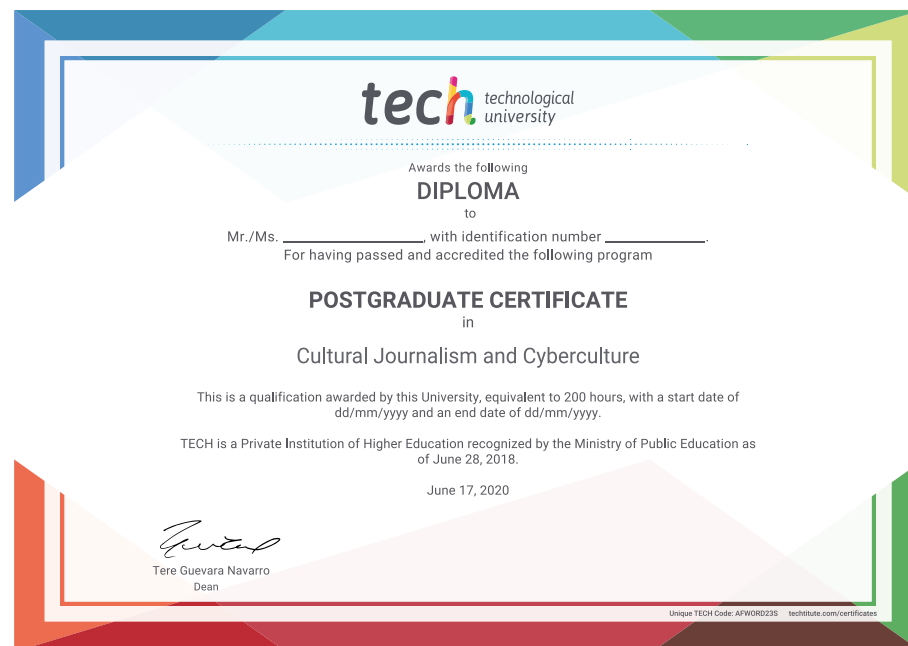 tech technological
university
Awards the following
DIPLOMA
to
Mr./Ms. ________________, with identification number ____________.
For having passed and accredited the following program
POSTGRADUATE CERTIFICATE
in
Cultural Journalism and Cyberculture
This is a qualification awarded by this University, equivalent to 200 hours, with a start date of
dd/mm/yyyy and an end date of dd/mm/yyyy.
TECH is a Private Institution of Higher Education recognized by the Ministry of Public Education as
of June 28, 2018.
June 17, 2020
Tere Guevara Navarro
Dean
Unique TECH Code: AFWORD23S techtitute.com/certificates